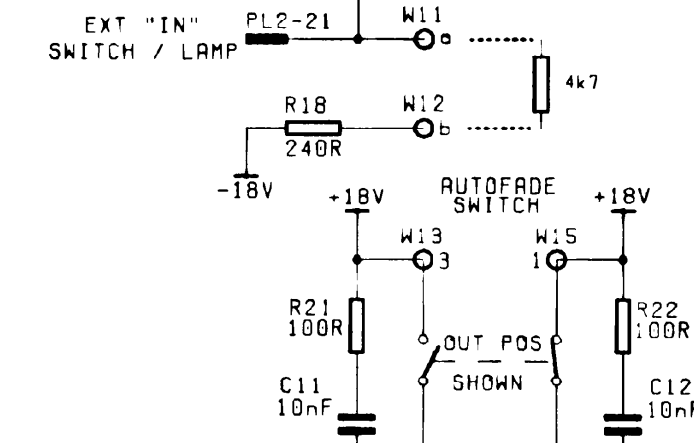 EXT "IN"
SWITCH / LAMP
PL2-21
W11
a
4k7
R18
240R
W12
b
-18V
+18V
AUTOFADE
SWITCH
+18V
W13
3
W15
1
R21
100R
R22
100R
OUT POS
SHOWN
C11
10nF
C12
10nF